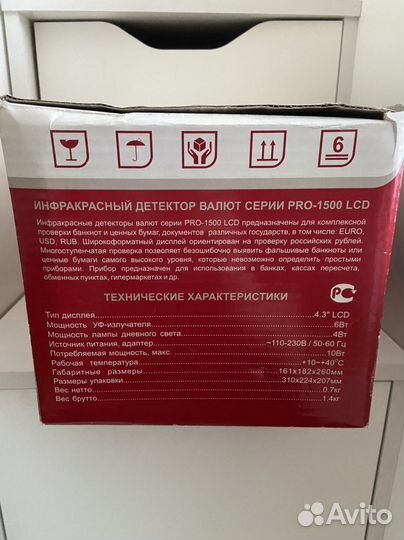 6
ИНФРАКРАСНЫЙ ДЕТЕКТОР ВАЛЮТ СЕРИИ PRO-1500 LCD
Инфракрасные детекторы валют серии PRO-1500 LCD предназначены для комплексной
проверки банкнот и ценных бумаг, документов различных государств, в том числе: EURO,
USD, RUB. Широкоформатный дисплей ориентирован на проверку российских рублей.
Многоступенчатая проверка позволяет безошибочно выявить фальшивые банкноты или
ценные бумаги самого высокого уровня, которые невозможно определить простыми
приборами. Прибор предназначен для использования в банках, кассах пересчета,
обменных пунктах, гипермаркетах и др.
ТЕХНИЧЕСКИЕ ХАРАКТЕРИСТИКИ
Тип дисплея 4.3" LCD
Мощность УФ-излучателя 6Вт
Мощность лампы дневного света 4Вт
Источник питания, адаптер ~110-230В / 50-60 Гц
Потребляемая мощность, макс. 10Вт
Рабочая температура +10~+40°С
Габаритные размеры 161х182х260мм
Размеры упаковки 310х224х207мм
Вес нетто 0.7кг
Вес брутто 1.4кг
Avito